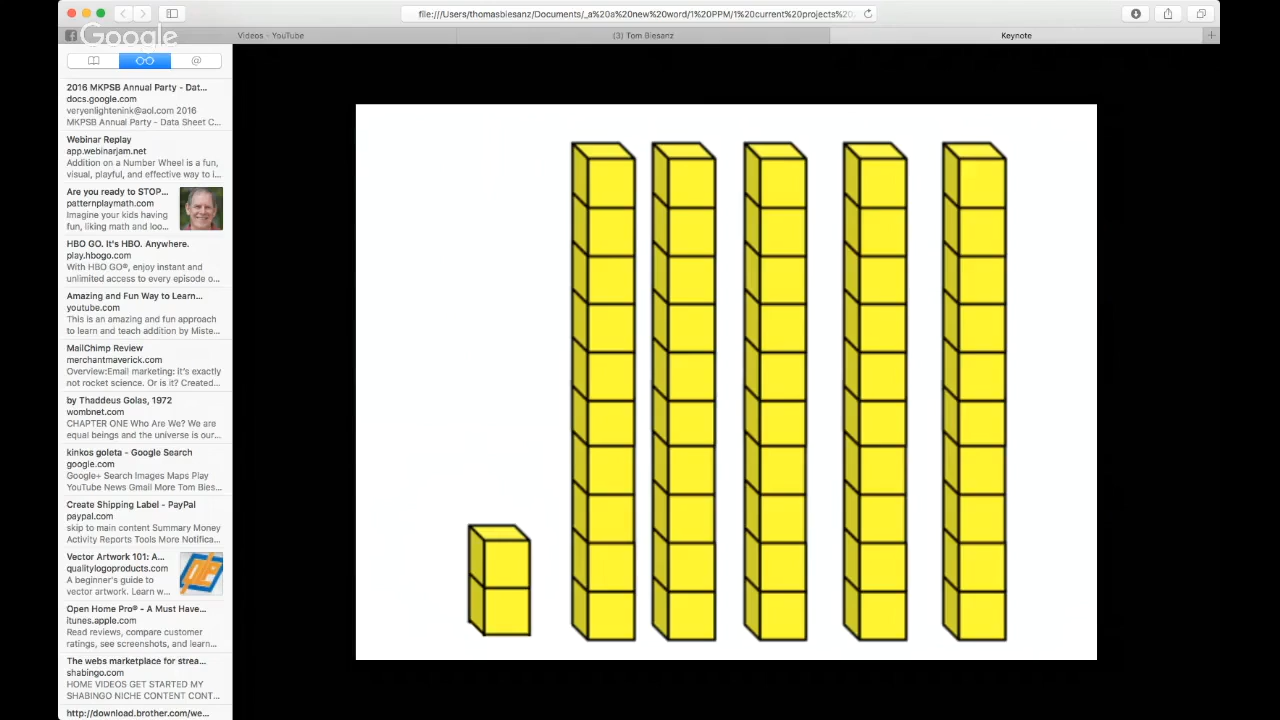 file:///Users/thomasbiesanz/Documents/_a%20a%20new%20word/1%20PPM/1%20current%20projects%20...
Google
Videos - YouTube
(3) Tom Biesanz
Keynote
@
2016 MKPSB Annual Party - Dat...
docs.google.com
veryenlightenink@aol.com 2016
MKPSB Annual Party - Data Sheet C...
Webinar Replay
app.webinarjam.net
Addition on a Number Wheel is a fun,
visual, playful, and effective way to i...
Are you ready to STOP...
patternplaymath.com
Imagine your kids having
fun, liking math and loo...
HBO GO. It's HBO. Anywhere.
play.hbogo.com
With HBO GO®, enjoy instant and
unlimited access to every episode o...
Amazing and Fun Way to Learn...
youtube.com
This is an amazing and fun approach
to learn and teach addition by Miste...
MailChimp Review
merchantmaverick.com
Overview:Email marketing: it's exactly
not rocket science. Or is it? Created...
by Thaddeus Golas, 1972
wombnet.com
CHAPTER ONE Who Are We? We are
equal beings and the universe is our...
kinkos goleta - Google Search
google.com
Google+ Search Images Maps Play
YouTube News Gmail More Tom Bies...
Create Shipping Label - PayPal
paypal.com
skip to main content Summary Money
Activity Reports Tools More Notifica...
Vector Artwork 101: A...
qualitylogoproducts.com
A beginner's guide to
vector artwork. Learn w...
Open Home Pro® - A Must Have...
itunes.apple.com
Read reviews, compare customer
ratings, see screenshots, and learn...
The webs marketplace for strea...
shabingo.com
HOME VIDEOS GET STARTED MY
SHABINGO NICHE CONTENT CONT...
http://download.brother.com/we...